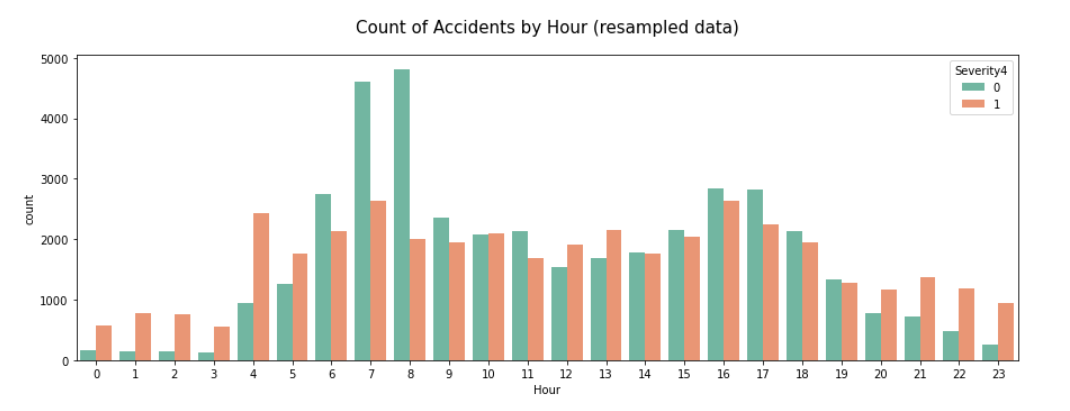 Count of Accidents by Hour (resampled data)
5000
4000
3000
2000
1000
0
count
Severity4
0
1
0 1 2 3 4 5 6 7 8 9 10 11 12 13 14 15 16 17 18 19 20 21 22 23
Hour